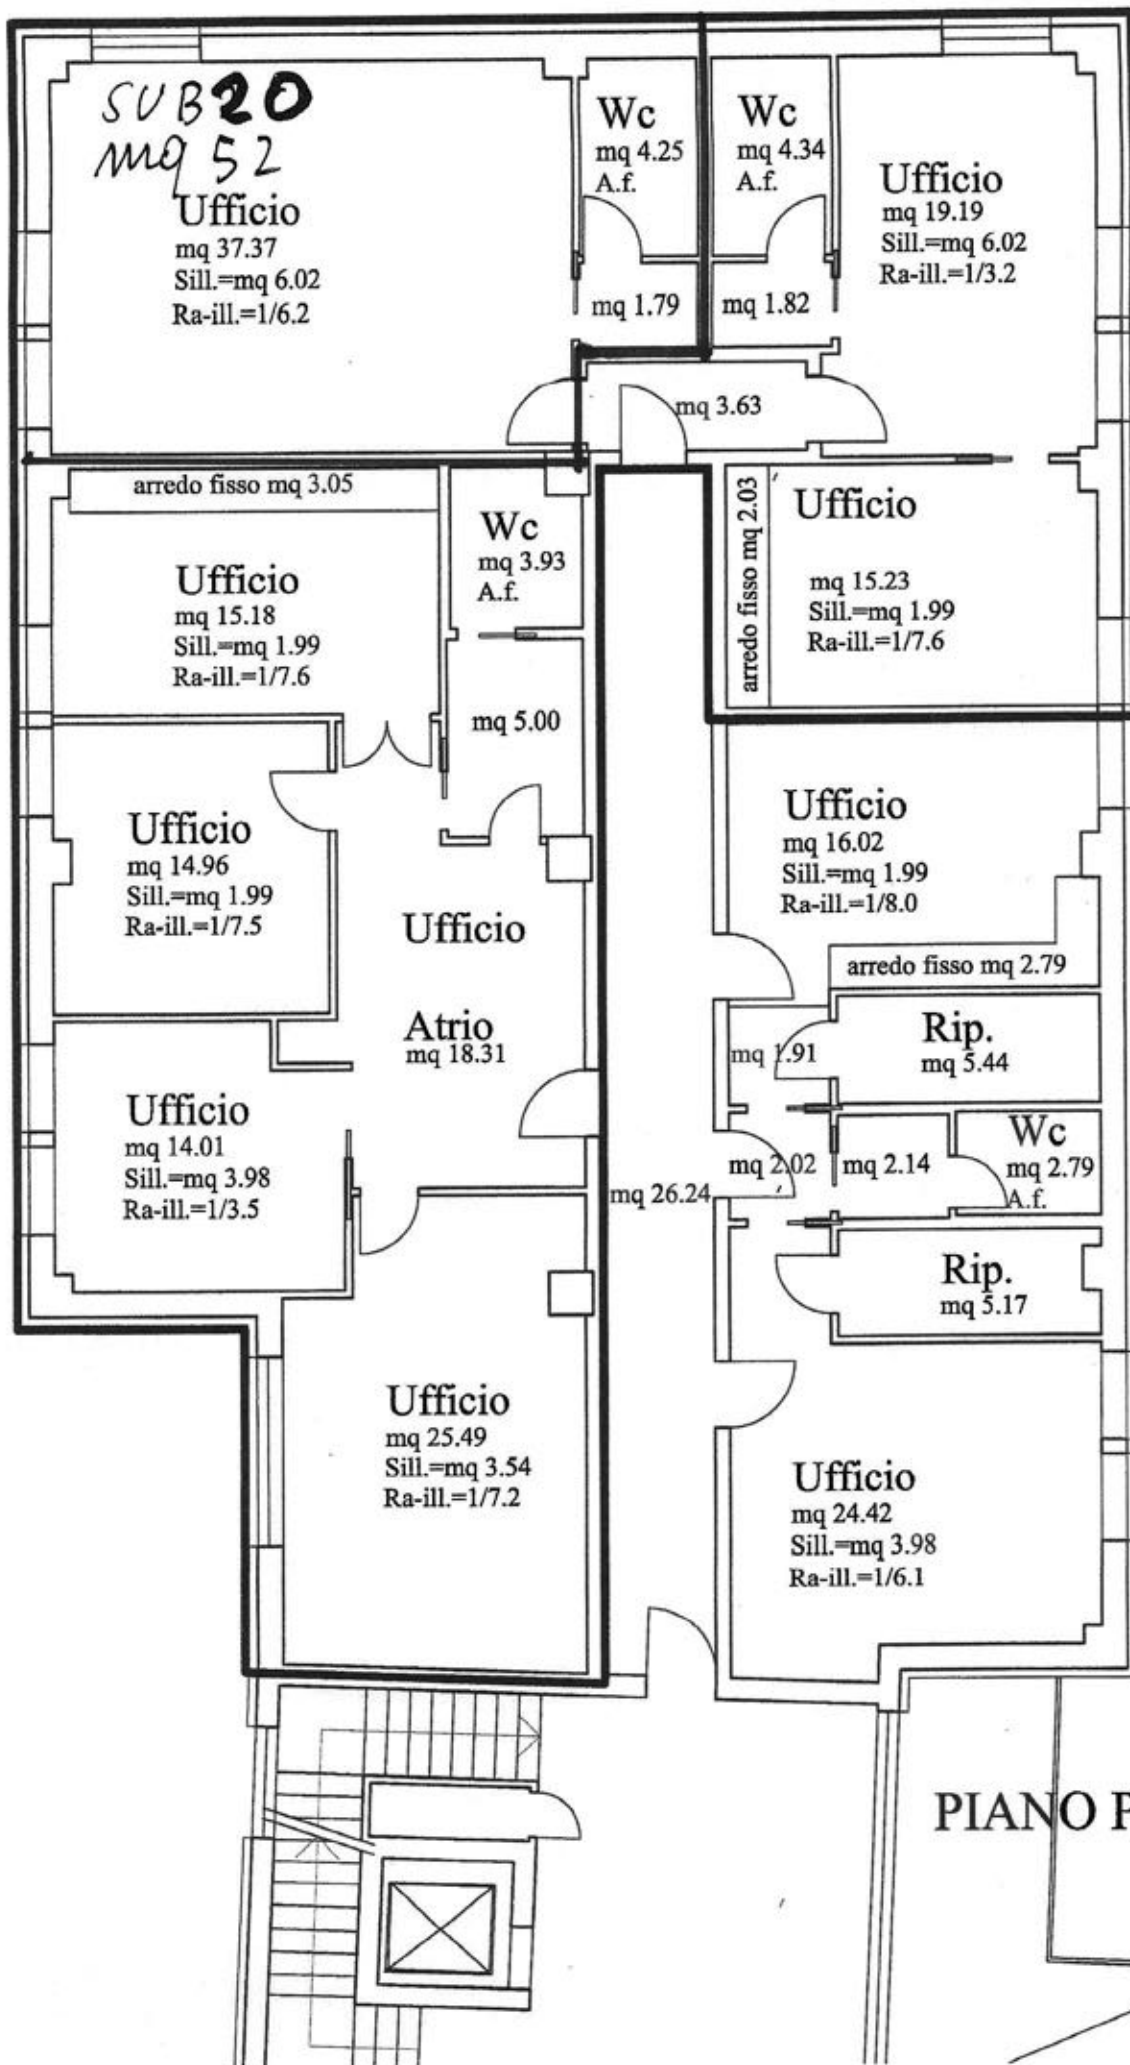 SUB 20
mq 52
Ufficio
mq 37.37
Sill.=mq 6.02
Ra-ill.=1/6.2
Wc
mq 4.25
A.f.
mq 1.79
Wc
mq 4.34
A.f.
mq 1.82
Ufficio
mq 19.19
Sill.=mq 6.02
Ra-ill.=1/3.2
mq 3.63
arredo fisso mq 3.05
Ufficio
mq 15.18
Sill.=mq 1.99
Ra-ill.=1/7.6
Wc
mq 3.93
A.f.
mq 5.00
arredo fisso mq 2.03
Ufficio
mq 15.23
Sill.=mq 1.99
Ra-ill.=1/7.6
Ufficio
mq 14.96
Sill.=mq 1.99
Ra-ill.=1/7.5
Ufficio
Atrio
mq 18.31
Ufficio
mq 16.02
Sill.=mq 1.99
Ra-ill.=1/8.0
arredo fisso mq 2.79
mq 1.91
Rip.
mq 5.44
Ufficio
mq 14.01
Sill.=mq 3.98
Ra-ill.=1/3.5
mq 26.24
mq 2.02
mq 2.14
Wc
mq 2.79
A.f.
Rip.
mq 5.17
Ufficio
mq 25.49
Sill.=mq 3.54
Ra-ill.=1/7.2
Ufficio
mq 24.42
Sill.=mq 3.98
Ra-ill.=1/6.1
PIANO P